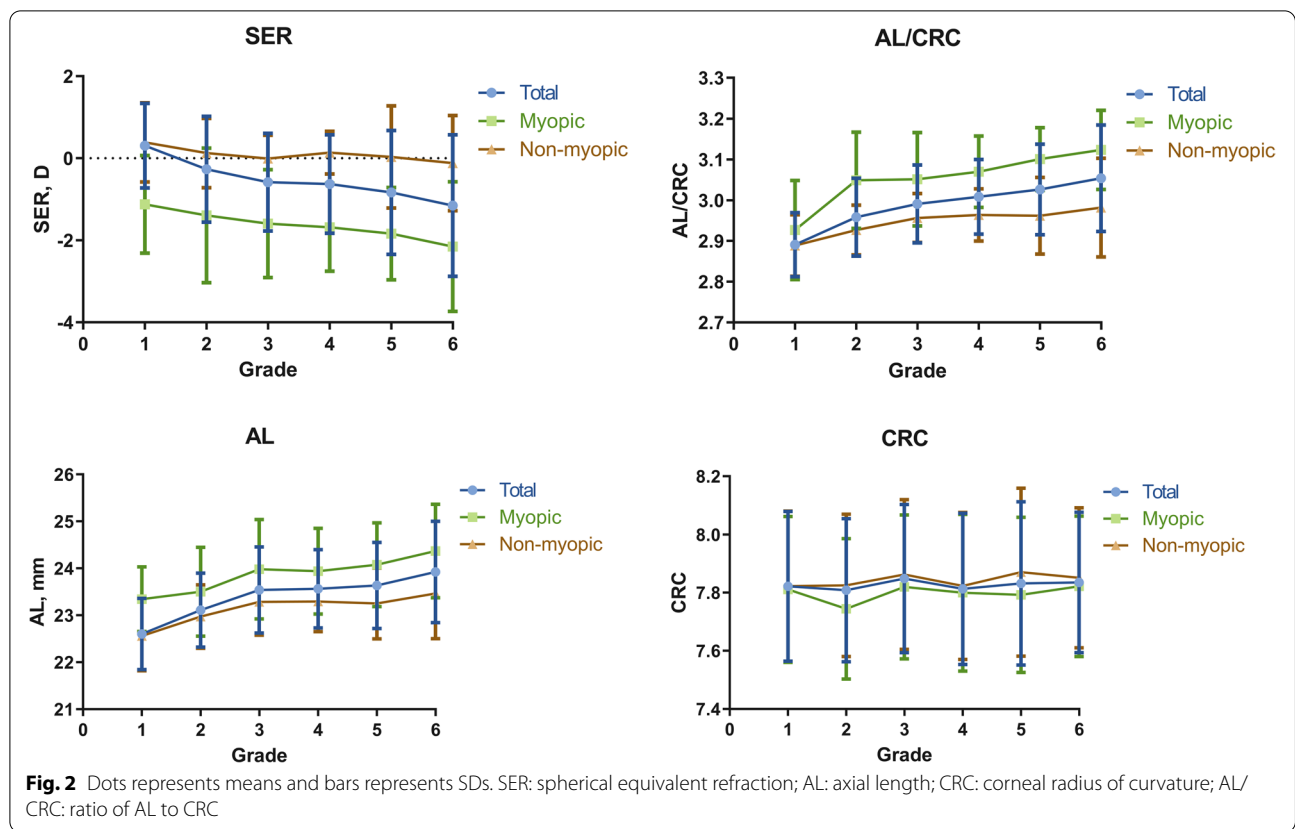 SER
SER, D
2
0
-2
-4
0 1 2 3 4 5 6
Grade
Total
Myopic
Non-myopic
AL/CRC
AL/CRC
3.3
3.2
3.1
3.0
2.9
2.8
2.7
0 1 2 3 4 5 6
Grade
Total
Myopic
Non-myopic
AL
AL, mm
26
25
24
23
22
21
0 1 2 3 4 5 6
Grade
Total
Myopic
Non-myopic
CRC
CRC
8.2
8.0
7.8
7.6
7.4
0 1 2 3 4 5 6
Grade
Total
Myopic
Non-myopic
Fig. 2 Dots represents means and bars represents SDs. SER: spherical equivalent refraction; AL: axial length; CRC: corneal radius of curvature; AL/
CRC: ratio of AL to CRC